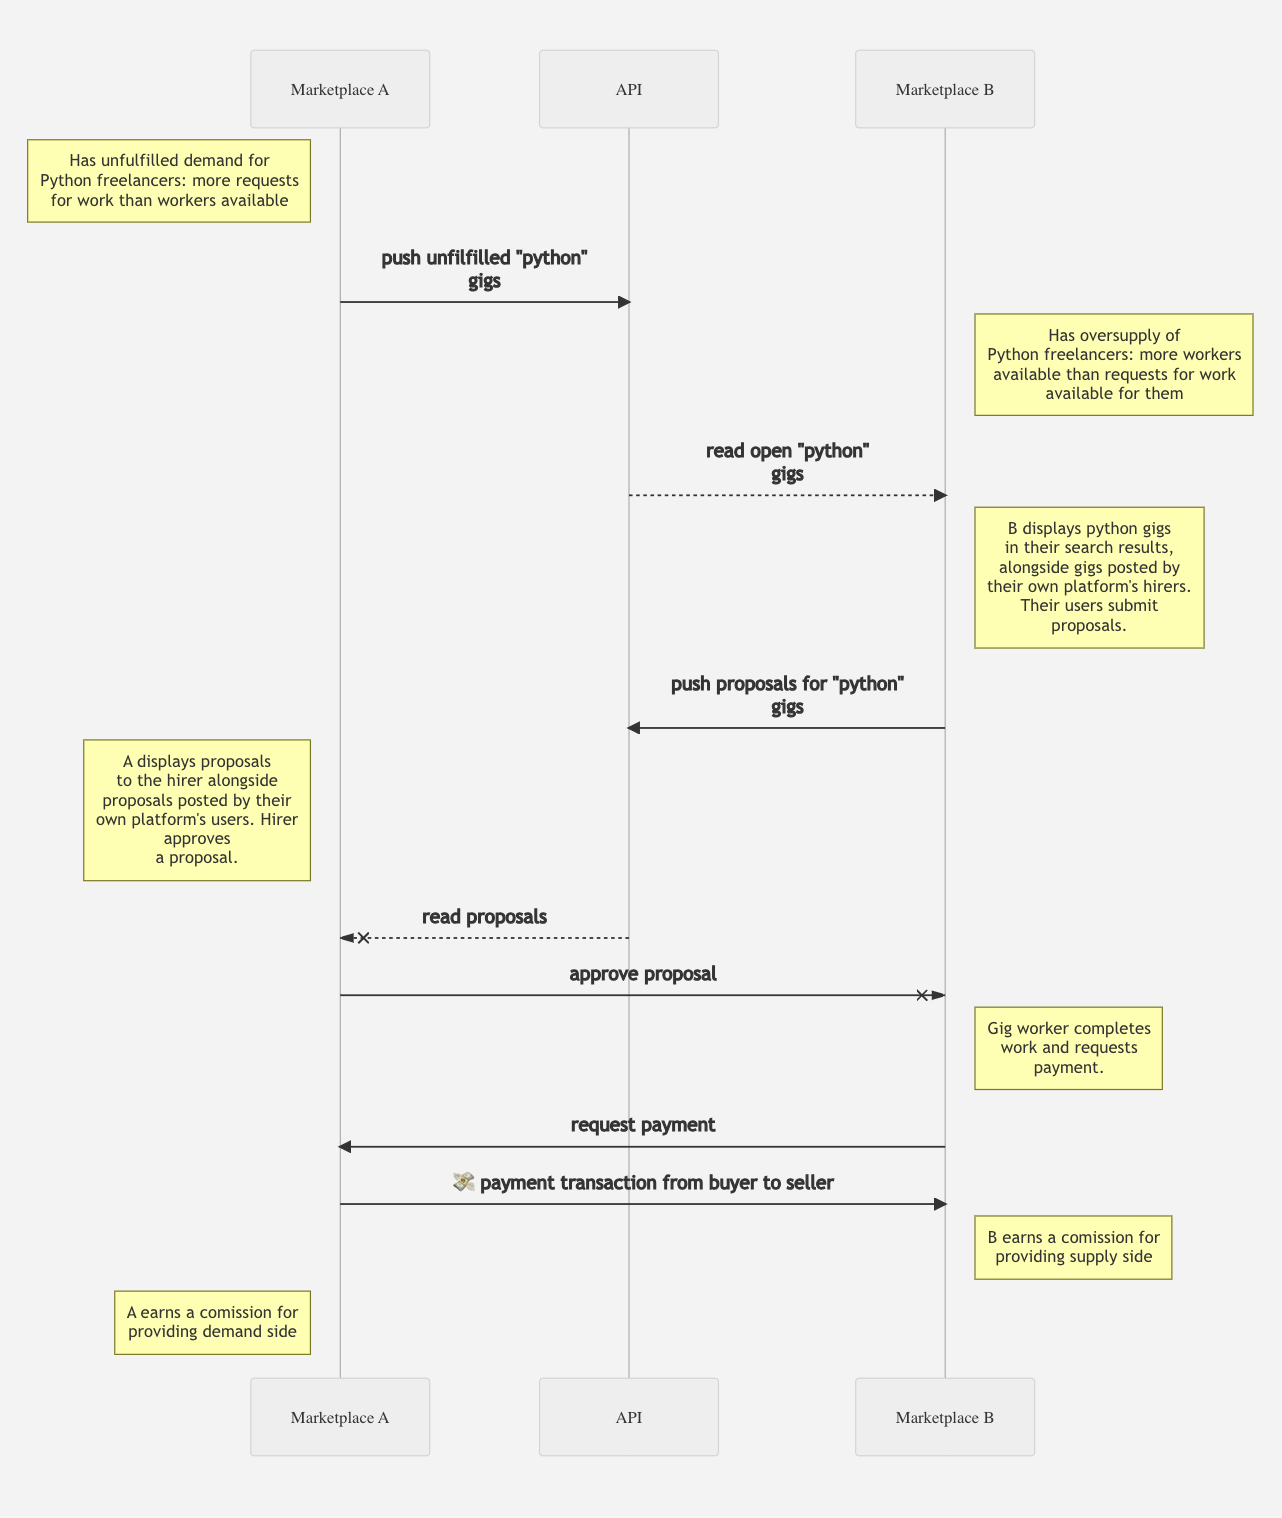 Marketplace A
API
Marketplace B
Has unfulfilled demand for
Python freelancers: more requests
for work than workers available
push unfilfilled "python"
gigs
Has oversupply of
Python freelancers: more workers
available than requests for work
available for them
read open "python"
gigs
B displays python gigs
in their search results,
alongside gigs posted by
their own platform's hirers.
Their users submit
proposals.
push proposals for "python"
gigs
A displays proposals
to the hirer alongside
proposals posted by their
own platform's users. Hirer
approves
a proposal.
read proposals
approve proposal
Gig worker completes
work and requests
payment.
request payment
💸 payment transaction from buyer to seller
B earns a comission for
providing supply side
A earns a comission for
providing demand side
Marketplace A
API
Marketplace B